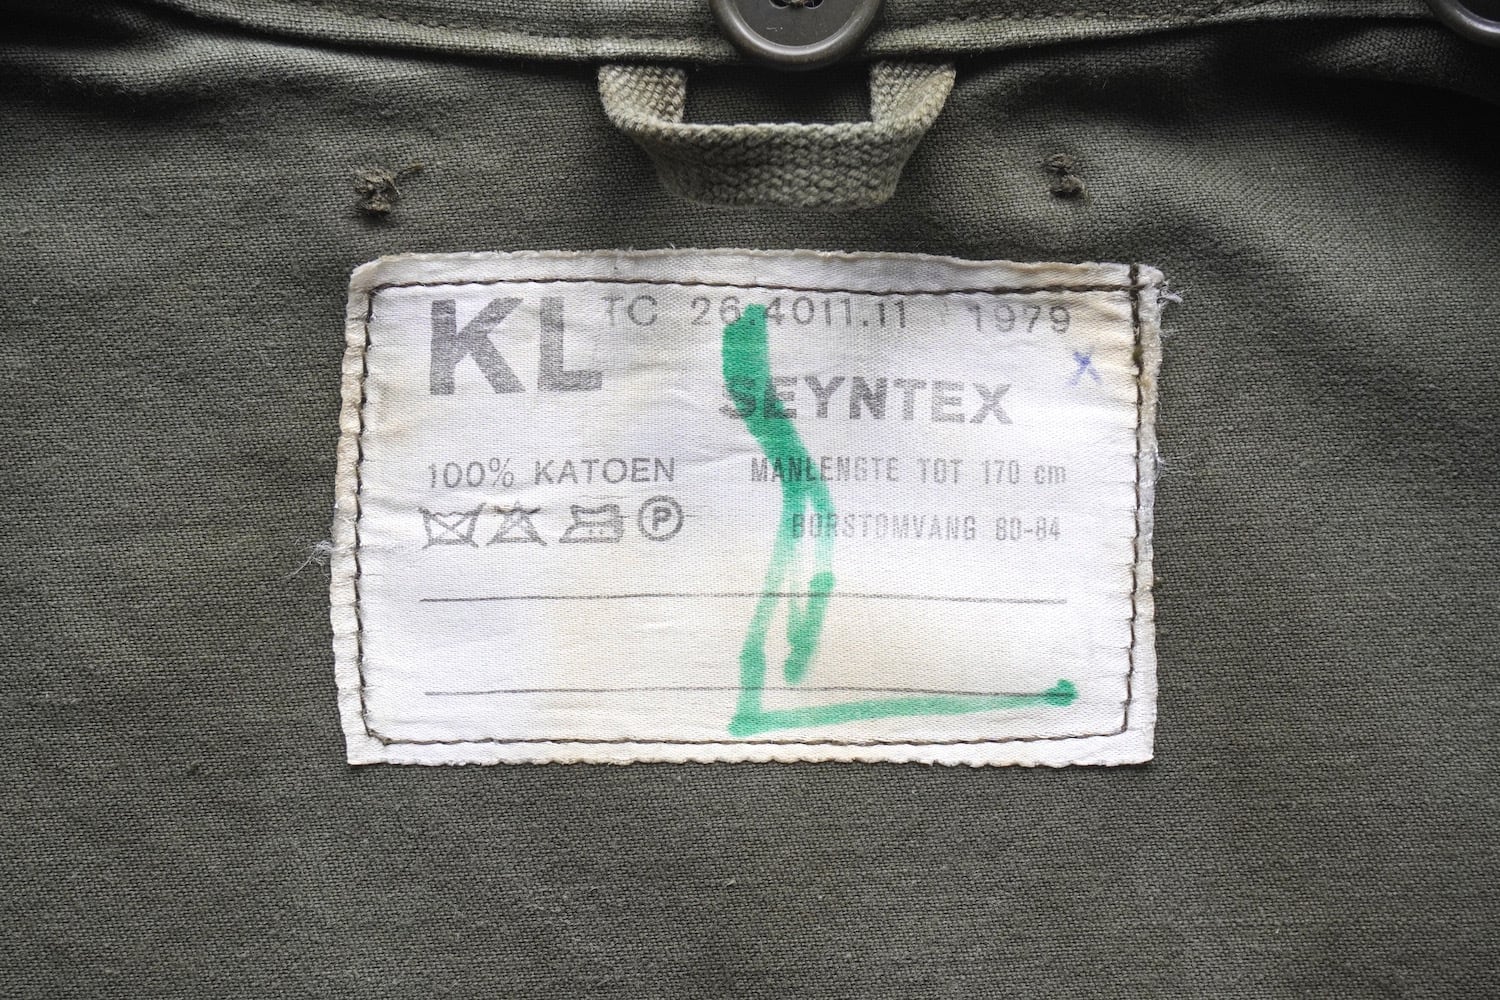 KL TC 26.4011.11 1979
SEYNTEX
100% KATOEN
MANLENGTE TOT 170 cm
P
BORSTOMVANG 80-84